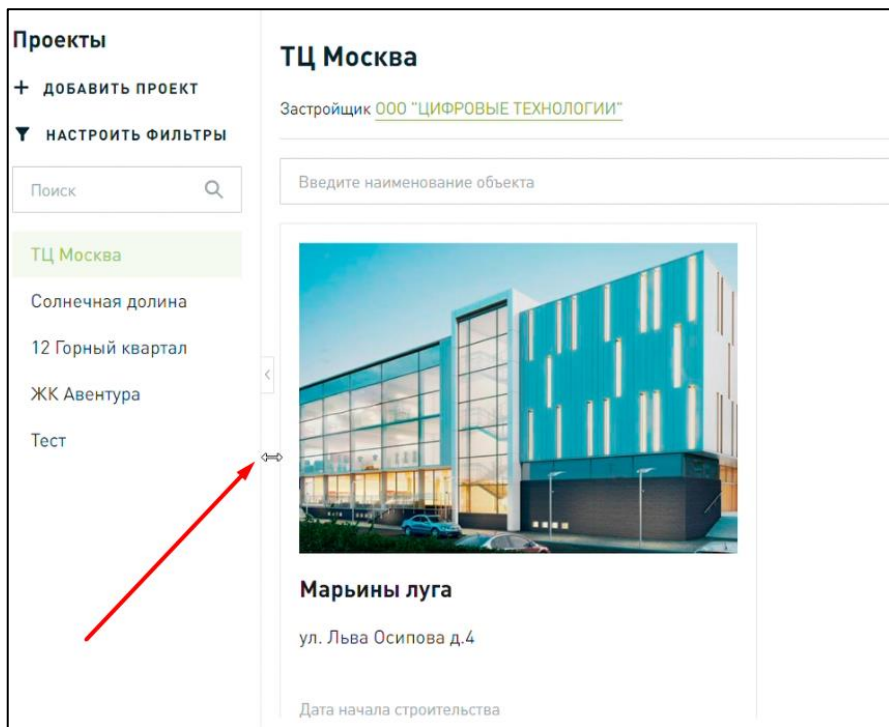 Проекты
+ ДОБАВИТЬ ПРОЕКТ
НАСТРОИТЬ ФИЛЬТРЫ
Поиск
ТЦ Москва
Солнечная долина
12 Горный квартал
ЖК Авентура
Тест
ТЦ Москва
Застройщик ООО "ЦИФРОВЫЕ ТЕХНОЛОГИИ"
Введите наименование объекта
Марьины луга
ул. Льва Осипова д.4
Дата начала строительства